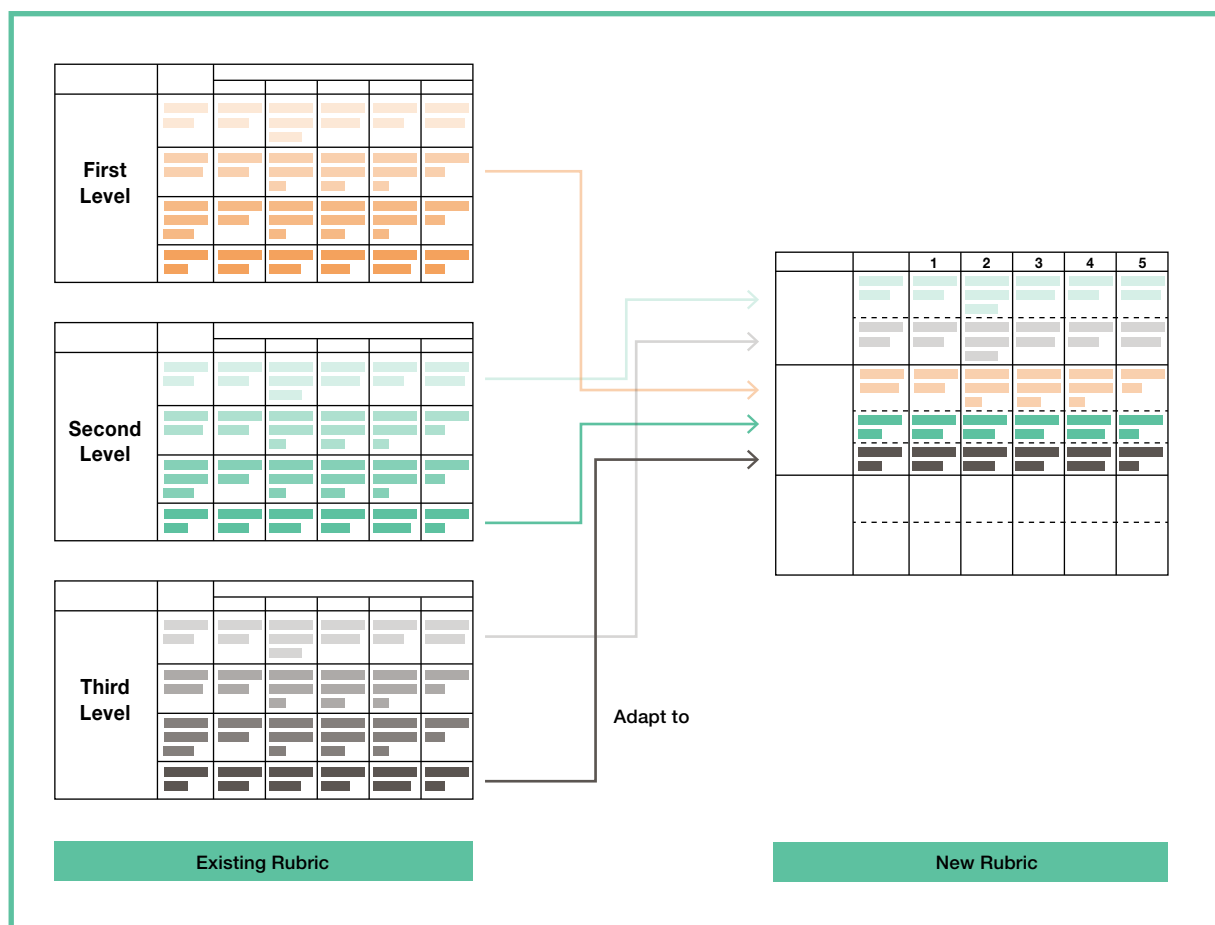 First
Level
1 2 3 4 5
Second
Level
Third
Level
Adapt to
Existing Rubric
New Rubric